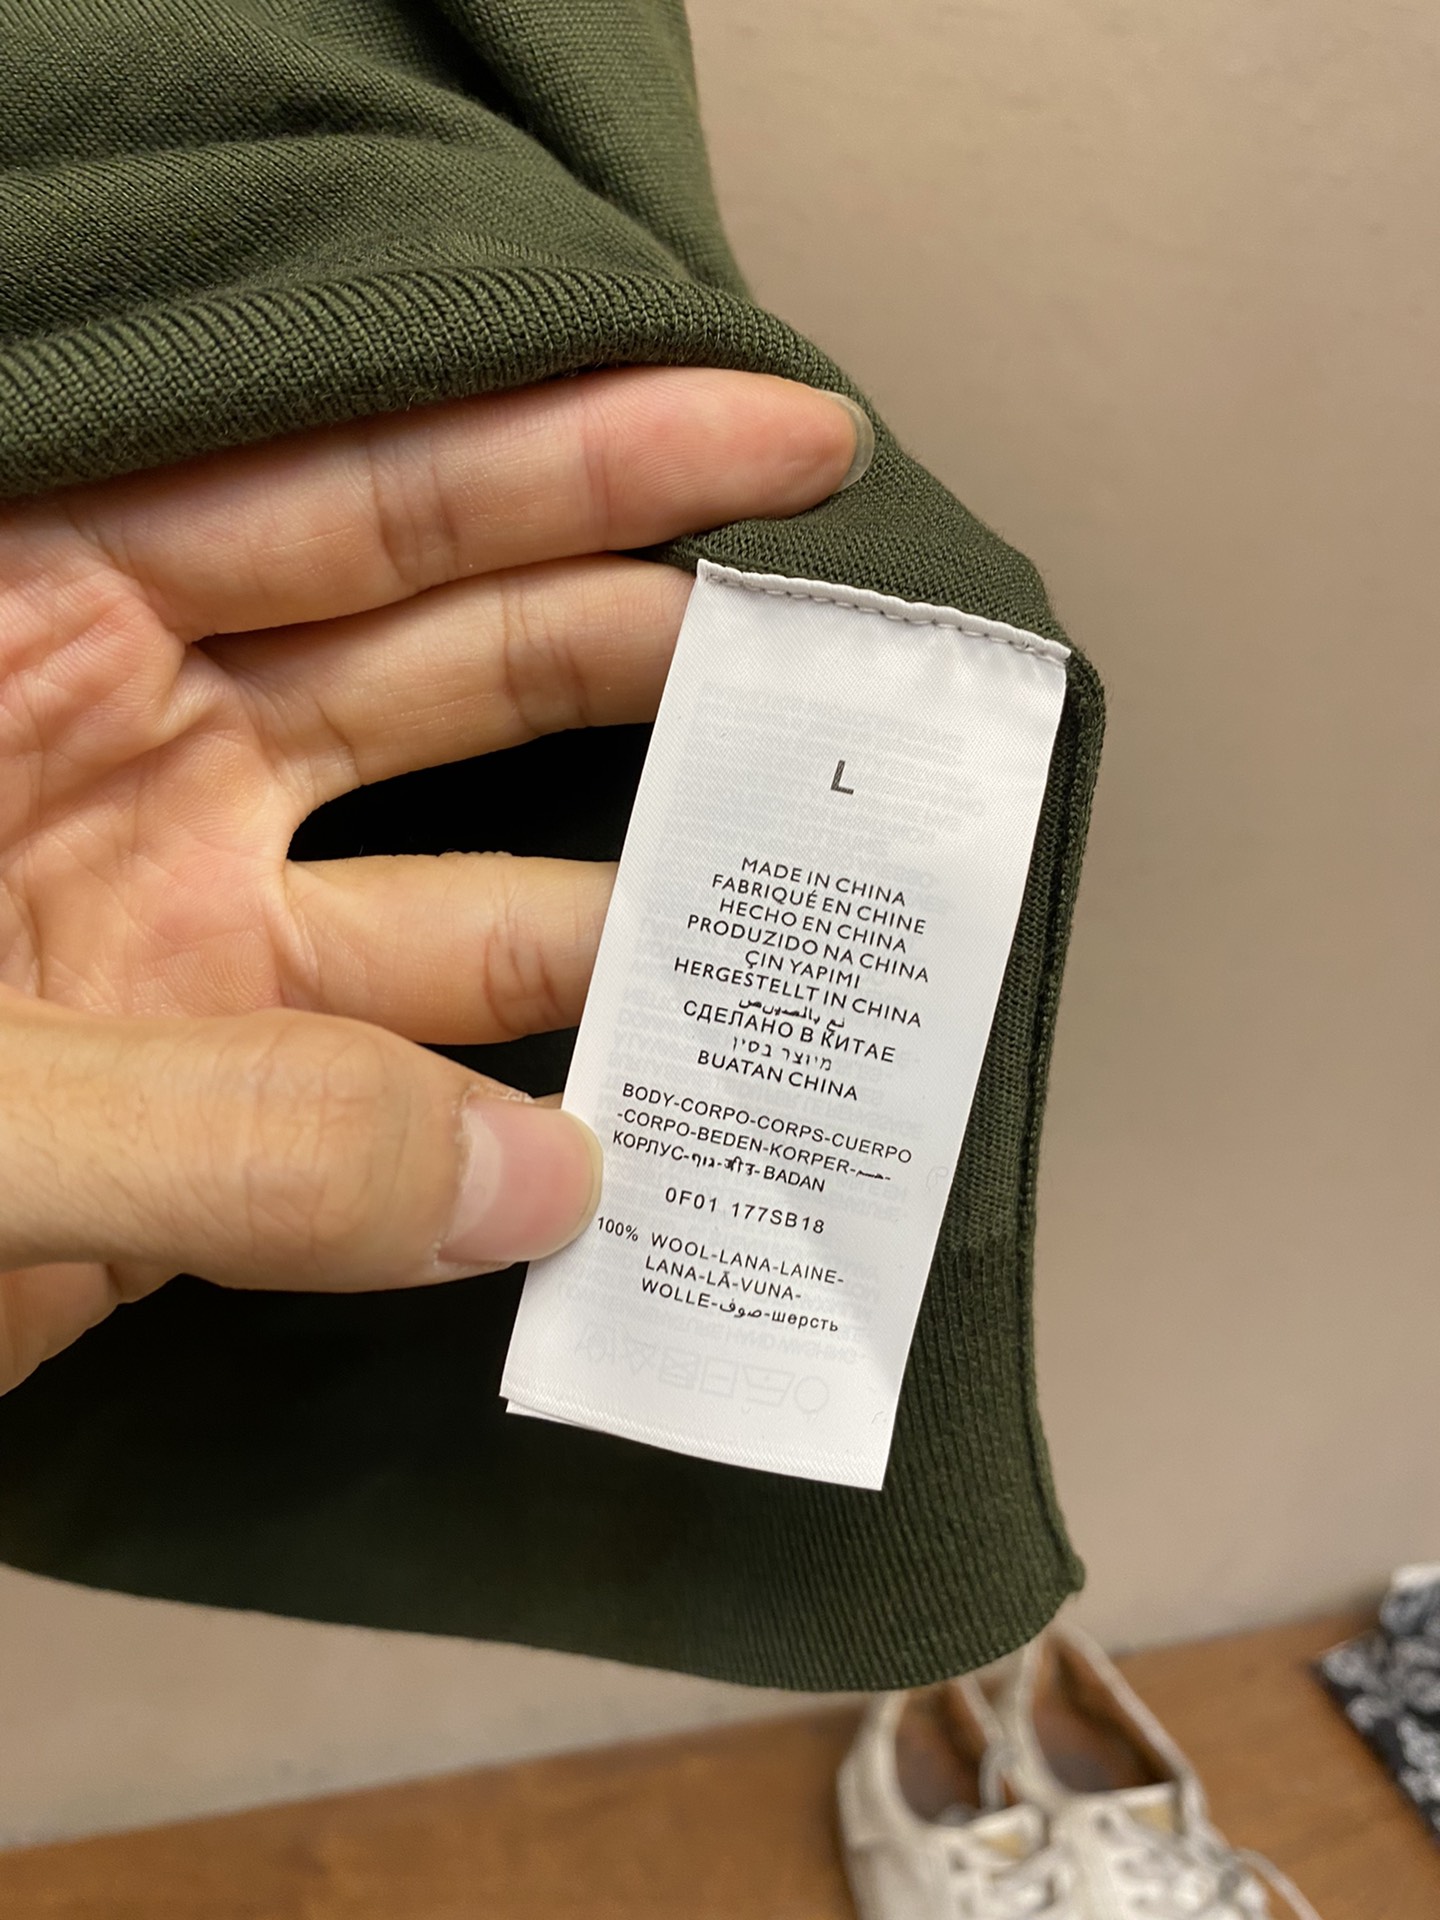 L
MADE IN CHINA
FABRIQUÉ EN CHINE
HECHO EN CHINA
PRODUZIDO NA CHINA
ÇIN YAPIMI
HERGESTELLT IN CHINA
СДЕЛАНО В КИТАЕ
מיוצר בסין
BUATAN CHINA
BODY-CORPO-CORPS-CUERPO
-CORPO-BEDEN-KORPER-
КОРПУС-גוף-BADAN
0F01 177SB18
100% WOOL-LANA-LAINE-
LANA-LÃ-VUNA-
WOLLE-صوف-шерсть